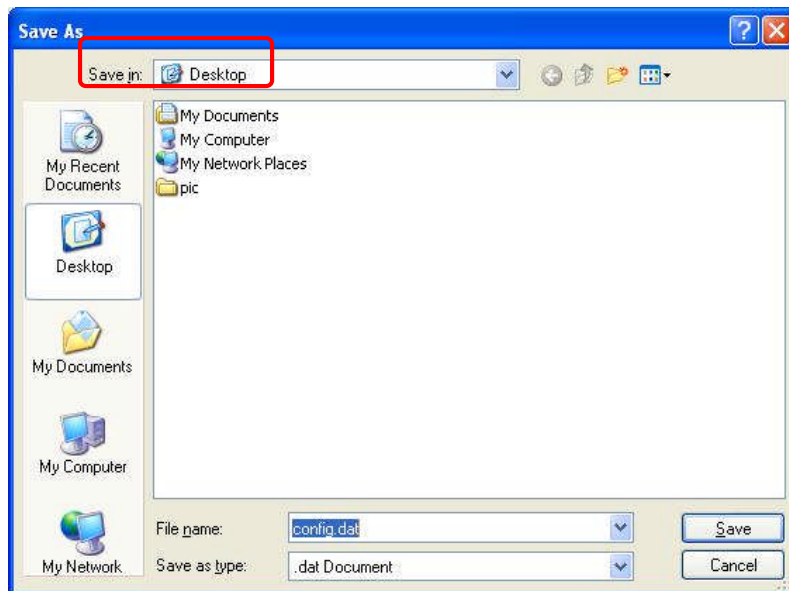 Save As
Save in: Desktop
My Recent Documents
Desktop
My Documents
My Computer
My Network
My Documents
My Computer
My Network Places
pic
File name: config.dat
Save as type: .dat Document
Save
Cancel